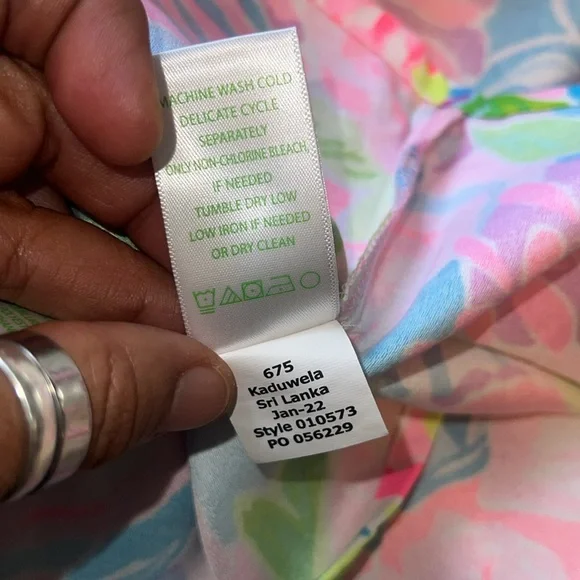 MACHINE WASH COLD
DELICATE CYCLE
SEPARATELY
ONLY NON-CHLORINE BLEACH
IF NEEDED
TUMBLE DRY LOW
LOW IRON IF NEEDED
OR DRY CLEAN
675
Kaduwela
Sri Lanka
Jan-22
Style 010573
PO 056229